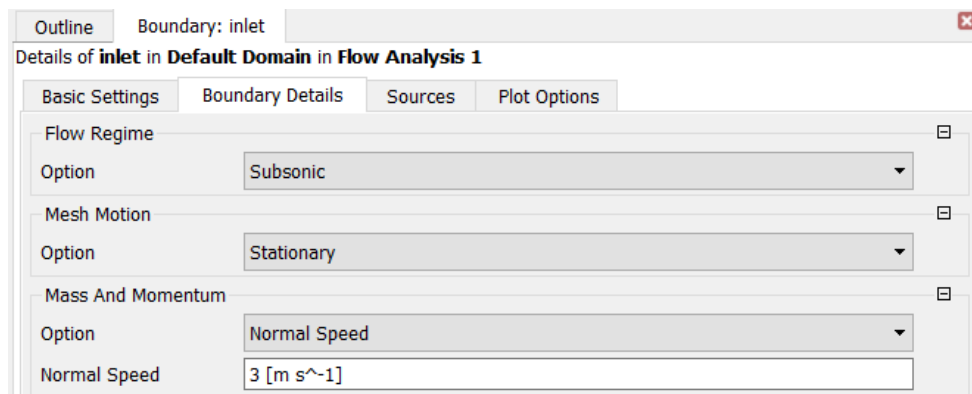 Outline Boundary: inlet
Details of inlet in Default Domain in Flow Analysis 1
Basic Settings Boundary Details Sources Plot Options
Flow Regime
Option Subsonic
Mesh Motion
Option Stationary
Mass And Momentum
Option Normal Speed
Normal Speed 3 [m s^-1]